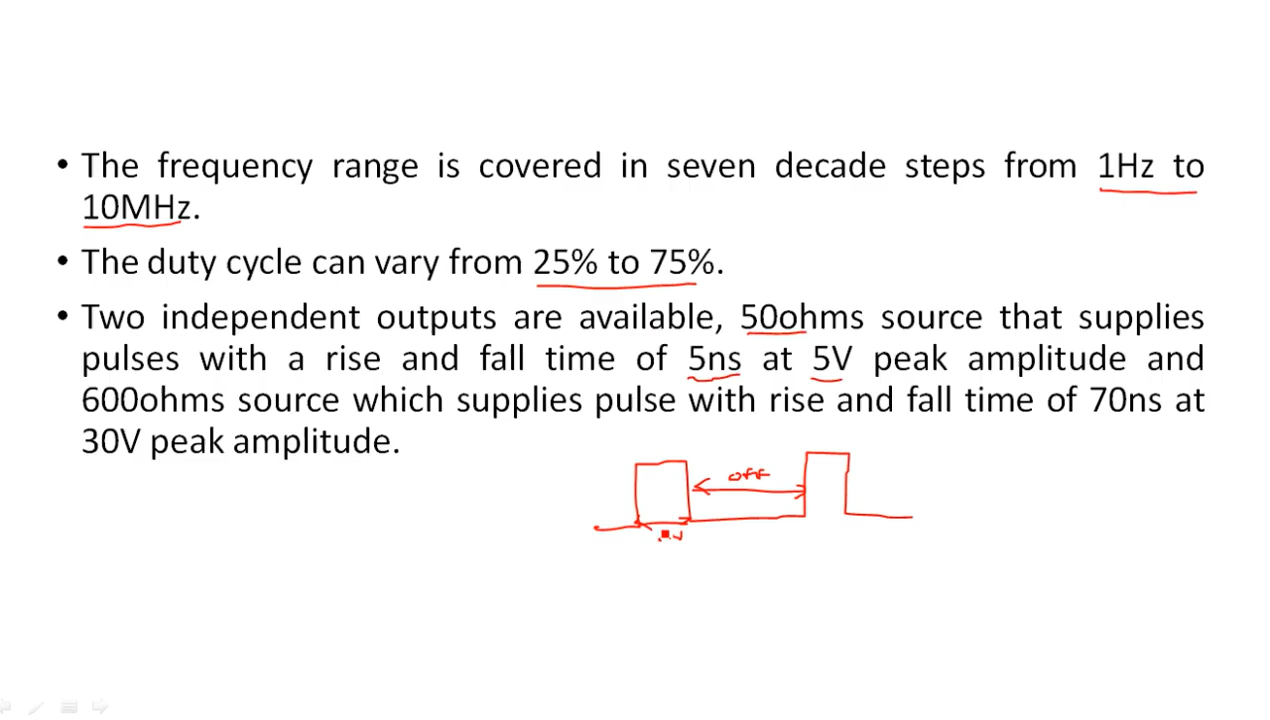 • The frequency range is covered in seven decade steps from 1Hz to
10MHz.
• The duty cycle can vary from 25% to 75%.
• Two independent outputs are available, 50ohms source that supplies
pulses with a rise and fall time of 5ns at 5V peak amplitude and
600ohms source which supplies pulse with rise and fall time of 70ns at
30V peak amplitude.
OFF